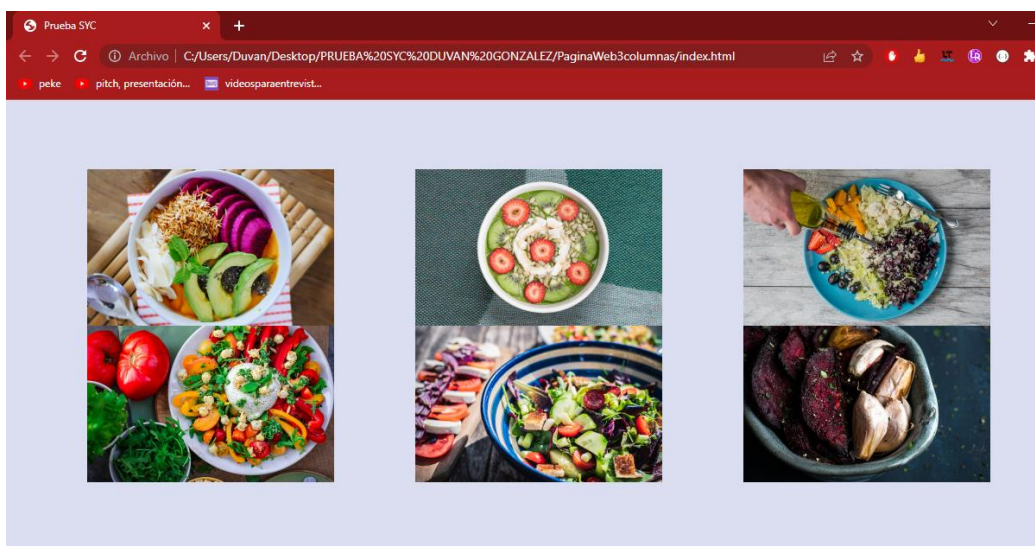 Prueba SYC
Archivo C:/Users/Duvan/Desktop/PRUEBA%20SYC%20DUVAN%20GONZALEZ/PaginaWeb3columnas/index.html
peke pitch, presentación... videosparaentrevist...